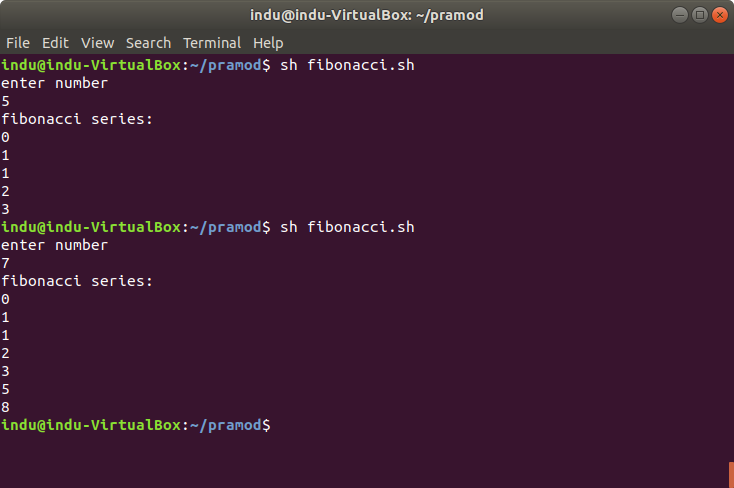 indu@indu-VirtualBox: ~/pramod
File Edit View Search Terminal Help
indu@indu-VirtualBox:~/pramod$ sh fibonacci.sh
enter number
5
fibonacci series:
0
1
1
2
3
indu@indu-VirtualBox:~/pramod$ sh fibonacci.sh
enter number
7
fibonacci series:
0
1
1
2
3
5
8
indu@indu-VirtualBox:~/pramod$